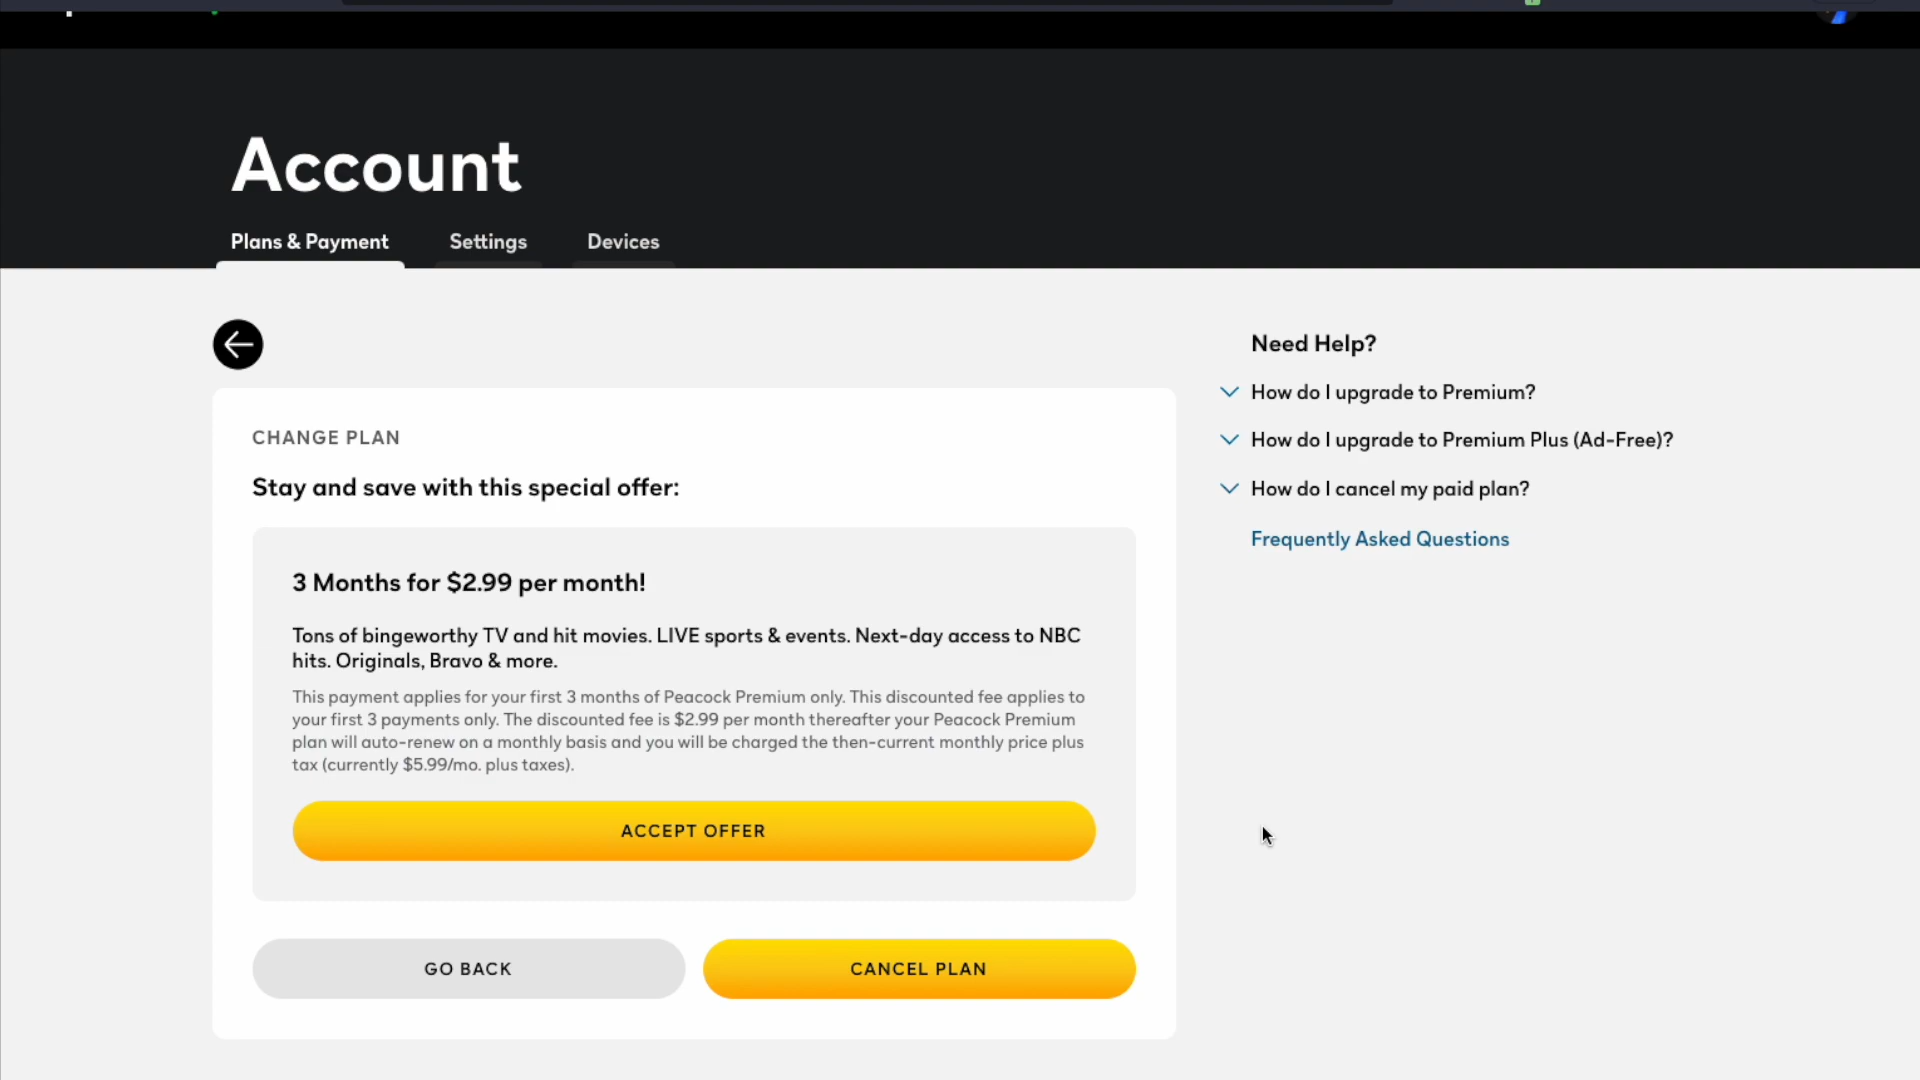 Account
Plans & Payment
Settings
Devices
CHANGE PLAN
Stay and save with this special offer:
3 Months for $2.99 per month!
Tons of bingeworthy TV and hit movies. LIVE sports & events. Next-day access to NBC
hits. Originals, Bravo & more.
This payment applies for your first 3 months of Peacock Premium only. This discounted fee applies to
your first 3 payments only. The discounted fee is $2.99 per month thereafter your Peacock Premium
plan will auto-renew on a monthly basis and you will be charged the then-current monthly price plus
tax (currently $5.99/mo. plus taxes).
ACCEPT OFFER
GO BACK
CANCEL PLAN
Need Help?
How do I upgrade to Premium?
How do I upgrade to Premium Plus (Ad-Free)?
How do I cancel my paid plan?
Frequently Asked Questions